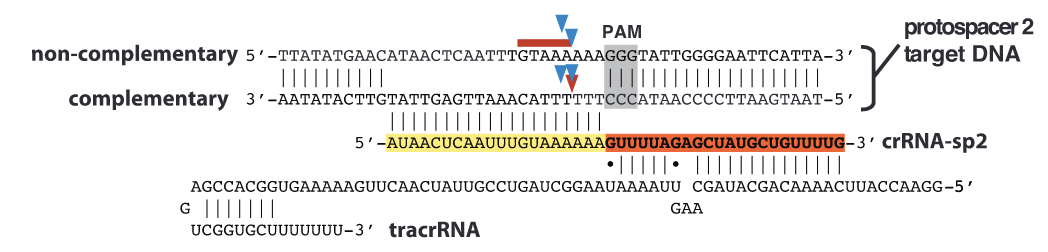 PAM
protospacer 2
non-complementary 5'-TTATATGAACATAACTCAATTTGTAAAAAAGGGTATTGGGGAATTCATTA-3'
target DNA
complementary 3'-AATATACTTGTATTGAGTTAAACATTTTTTCCCATAACCCCTTAAGTAAT-5'
5'-AUAACUCAAUUUGUAAAAAAGUUUUAGAGCUAUGCUGUUUUG-3' crRNA-sp2
AGCCACGGUGAAAAAGUUCAACUAUUGCCUGAUCGGAAUAAAAUU CGAUACGACAAAACUUACCAAGG-5'
G GAA
UCGGUGCUUUUUUU-3' tracrRNA